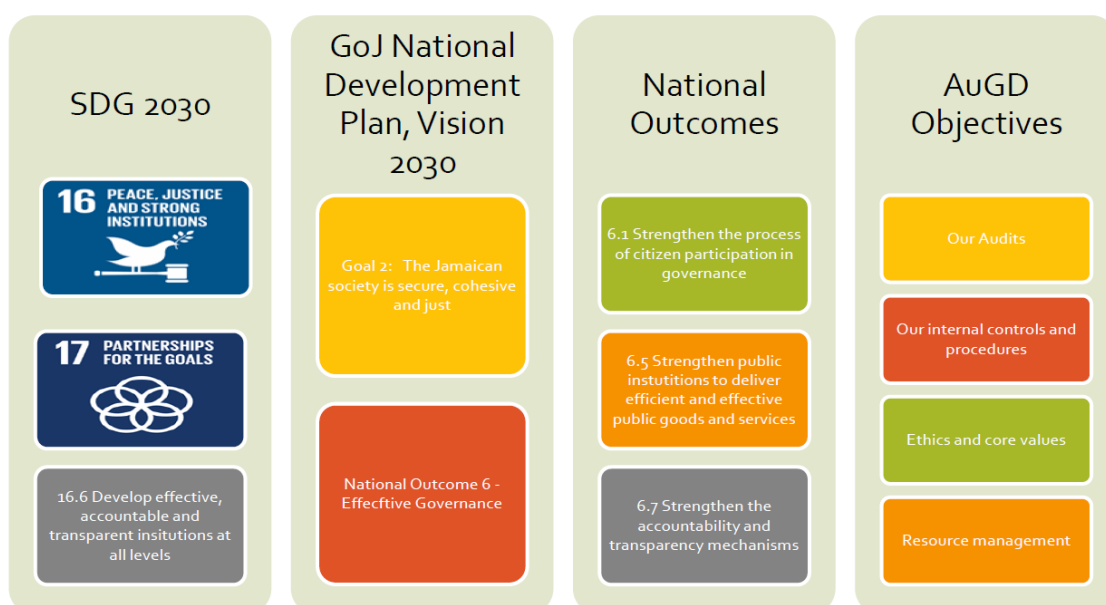 SDG 2030
16 PEACE, JUSTICE
AND STRONG
INSTITUTIONS
17 PARTNERSHIPS
FOR THE GOALS
16.6 Develop effective,
accountable and
transparent insitutions at
all levels
GoJ National
Development
Plan, Vision
2030
Goal 2: The Jamaican
society is secure, cohesive
and just
National Outcome 6 -
Effecftive Governance
National
Outcomes
6.1 Strengthen the process
of citizen participation in
governance
6.5 Strengthen public
instutitions to deliver
efficient and effective
public goods and services
6.7 Strengthen the
accountability and
transparency mechanisms
AuGD
Objectives
Our Audits
Our internal controls and
procedures
Ethics and core values
Resource management